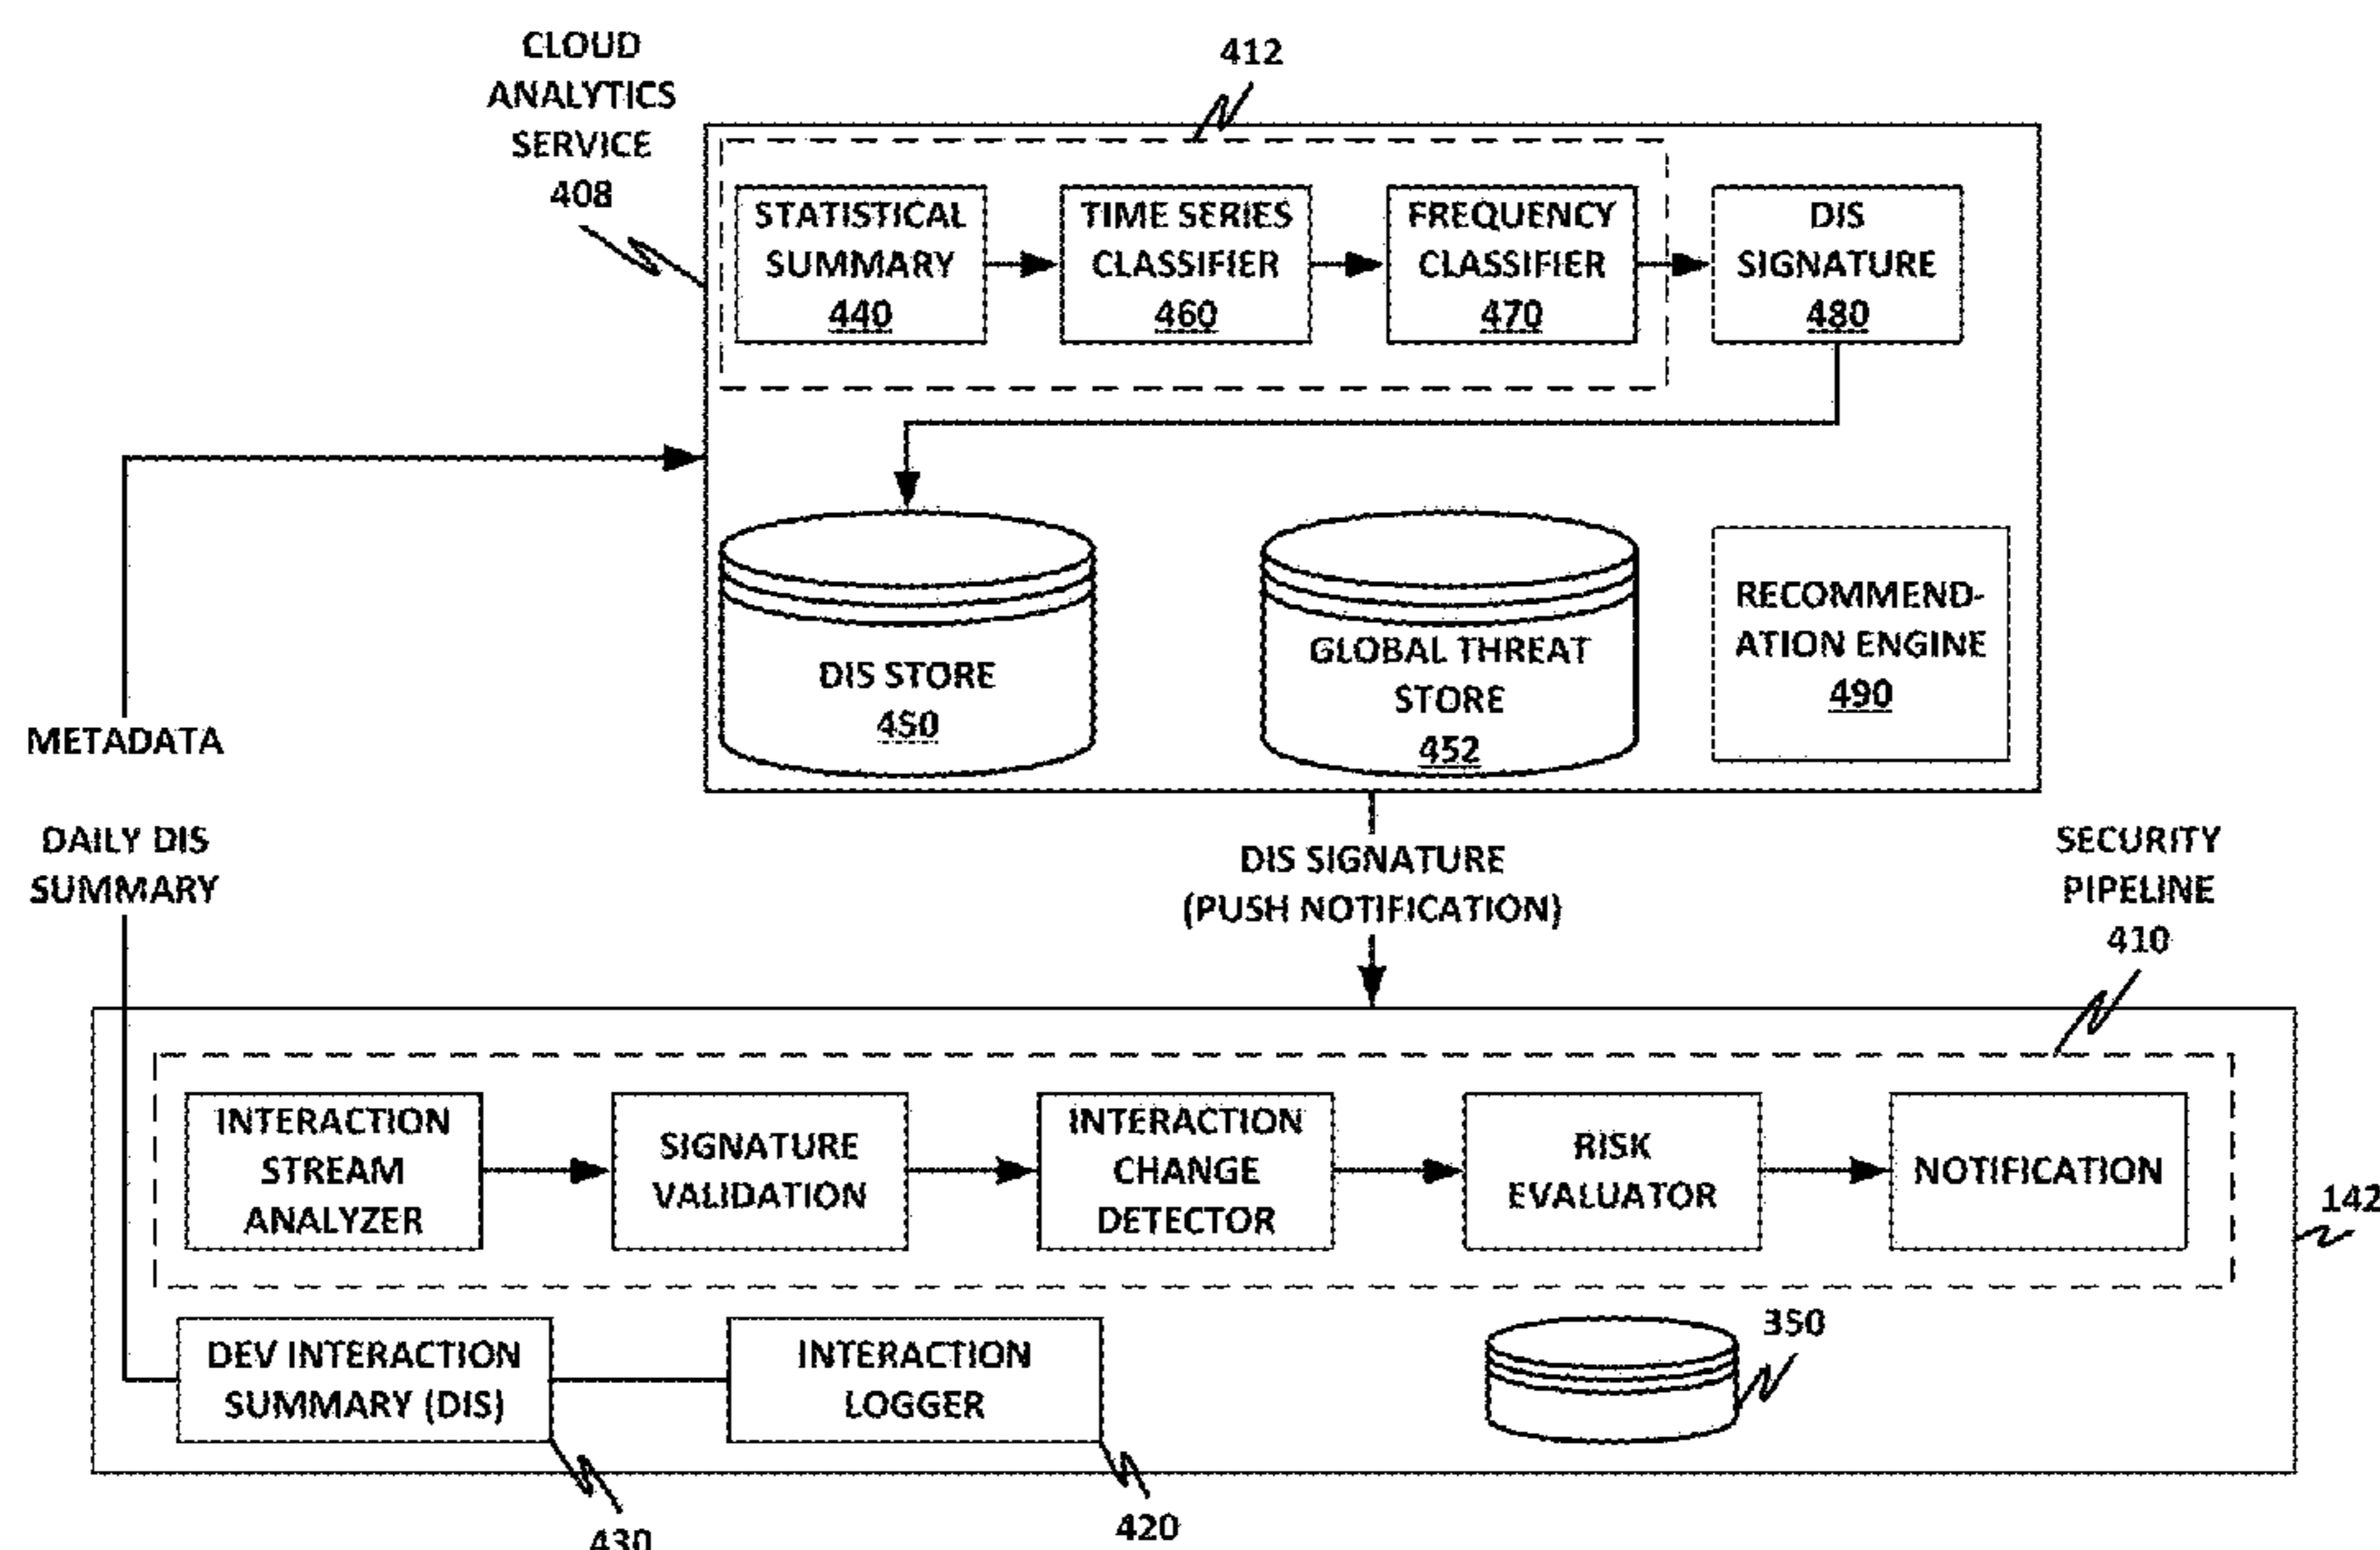 CLOUD
ANALYTICS
SERVICE
408
412
STATISTICAL
SUMMARY
440
TIME SERIES
CLASSIFIER
460
FREQUENCY
CLASSIFIER
470
DIS
SIGNATURE
480
DIS STORE
450
GLOBAL THREAT
STORE
452
RECOMMEND-
ATION ENGINE
490
METADATA
DAILY DIS
SUMMARY
DIS SIGNATURE
(PUSH NOTIFICATION)
SECURITY
PIPELINE
410
INTERACTION
STREAM
ANALYZER
SIGNATURE
VALIDATION
INTERACTION
CHANGE
DETECTOR
RISK
EVALUATOR
NOTIFICATION
142
DEV INTERACTION
SUMMARY (DIS)
INTERACTION
LOGGER
350
430
420